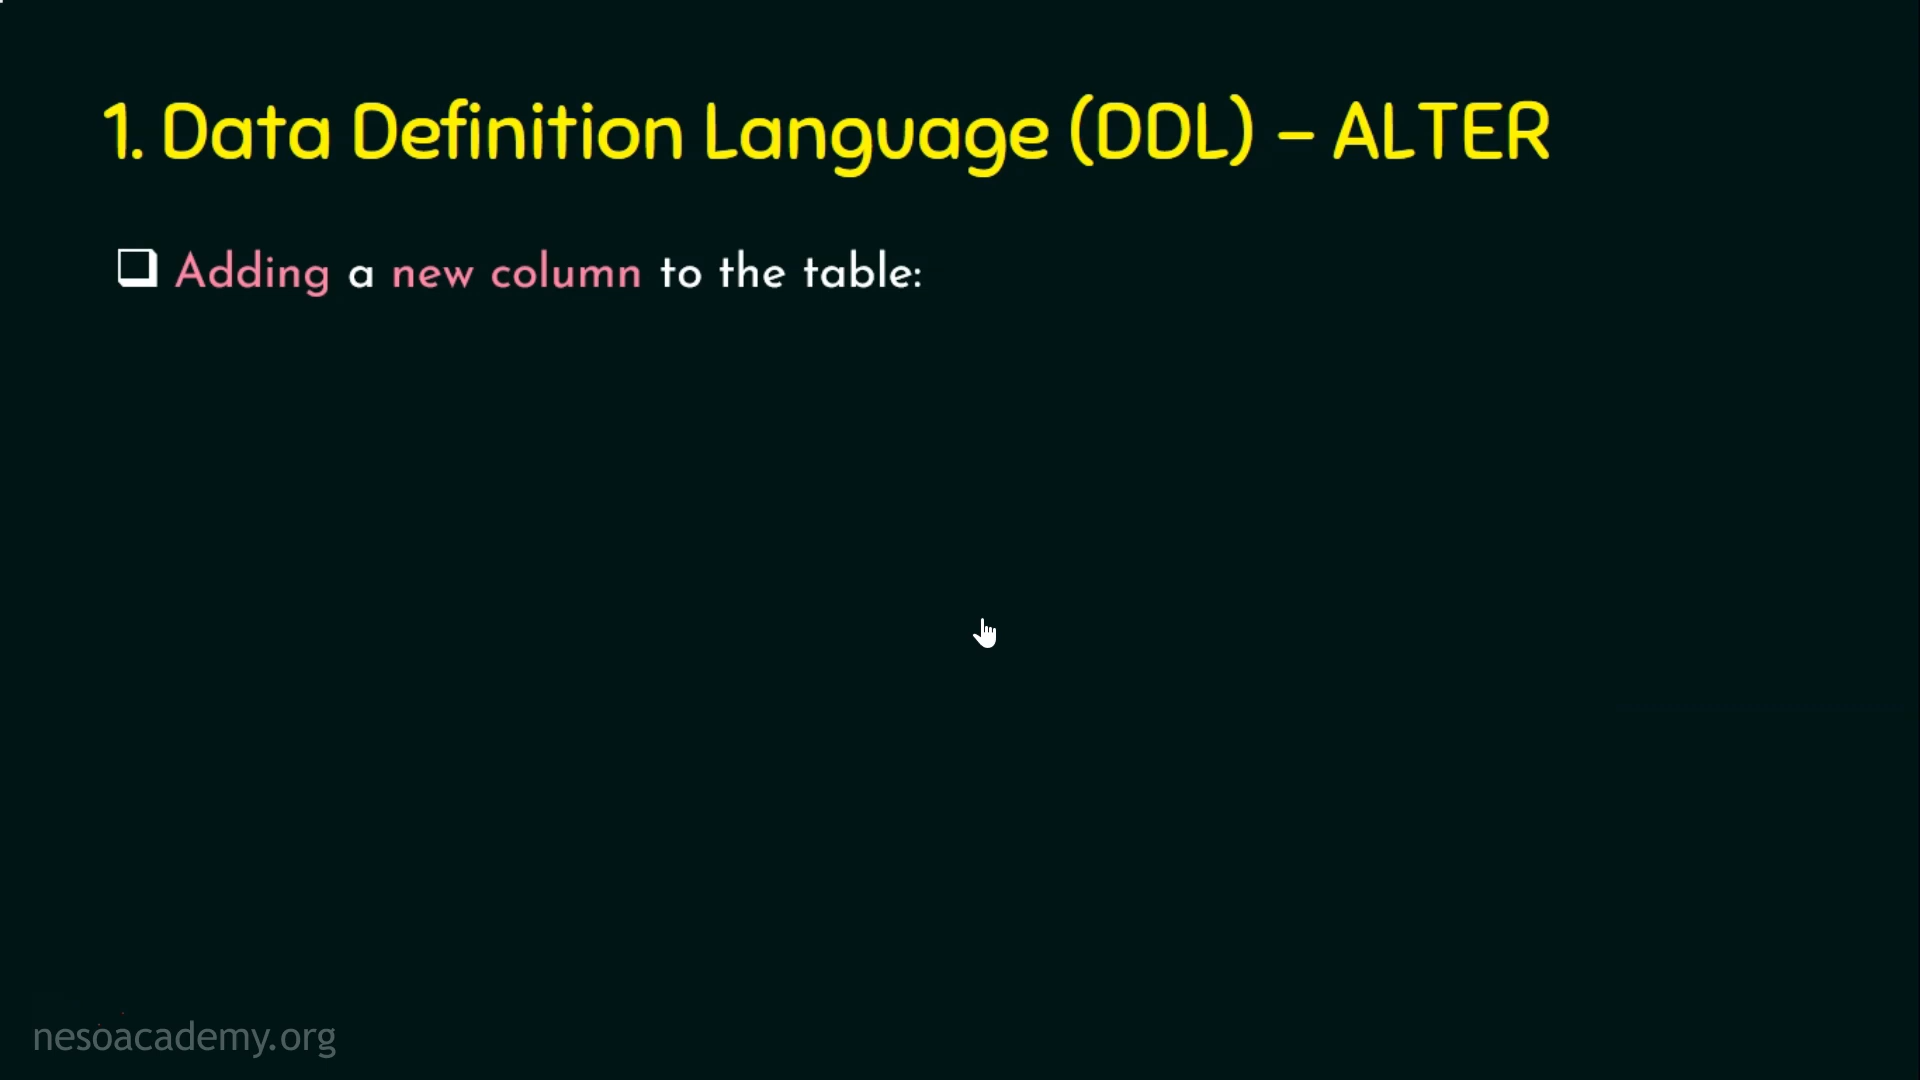 1. Data Definition Language (DDL) – ALTER
Adding a new column to the table:
nesoacademy.org